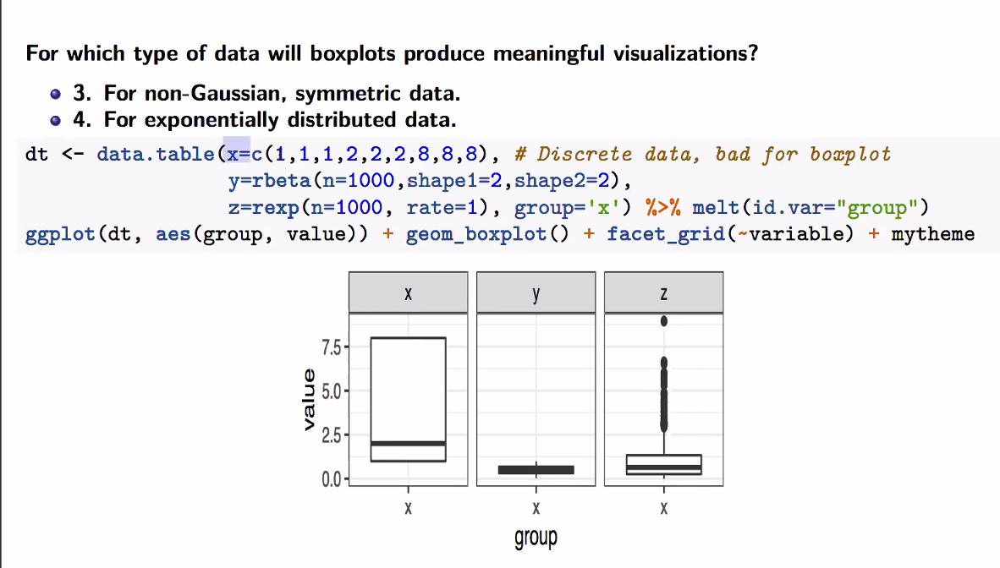 For which type of data will boxplots produce meaningful visualizations?
3. For non-Gaussian, symmetric data.
4. For exponentially distributed data.
dt <- data.table(x=c(1,1,1,2,2,2,8,8,8), # Discrete data, bad for boxplot
y=rbeta(n=1000,shape1=2,shape2=2),
z=rexp(n=1000, rate=1), group='x') %>% melt(id.var="group")
ggplot(dt, aes(group, value)) + geom_boxplot() + facet_grid(~variable) + mytheme
x y z
7.5
5.0
2.5
0.0
value
x x x
group